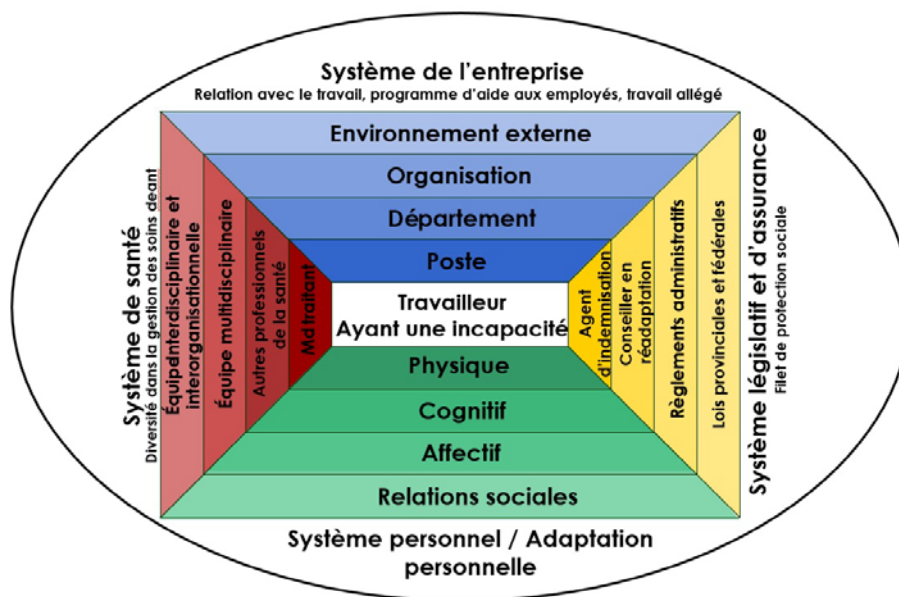 Système de l'entreprise
Relation avec le travail, programme d'aide aux employés, travail allégé
Environnement externe
Organisation
Département
Poste
Système de santé
Diversité dans la gestion des soins deant
Équipdnterdisciplinaire et
interorganisationnelle
Équipe multidisciplinaire
Autres professionnels
de la santé
Md traitant
Travailleur
Ayant une incapacité
Agent
d'indemnisation
Conseiller en
réadaptation
Règlements administratifs
Lois provinciales et fédérales
Système législatif et d'assurance
Filet de protection sociale
Physique
Cognitif
Affectif
Relations sociales
Système personnel / Adaptation
personnelle